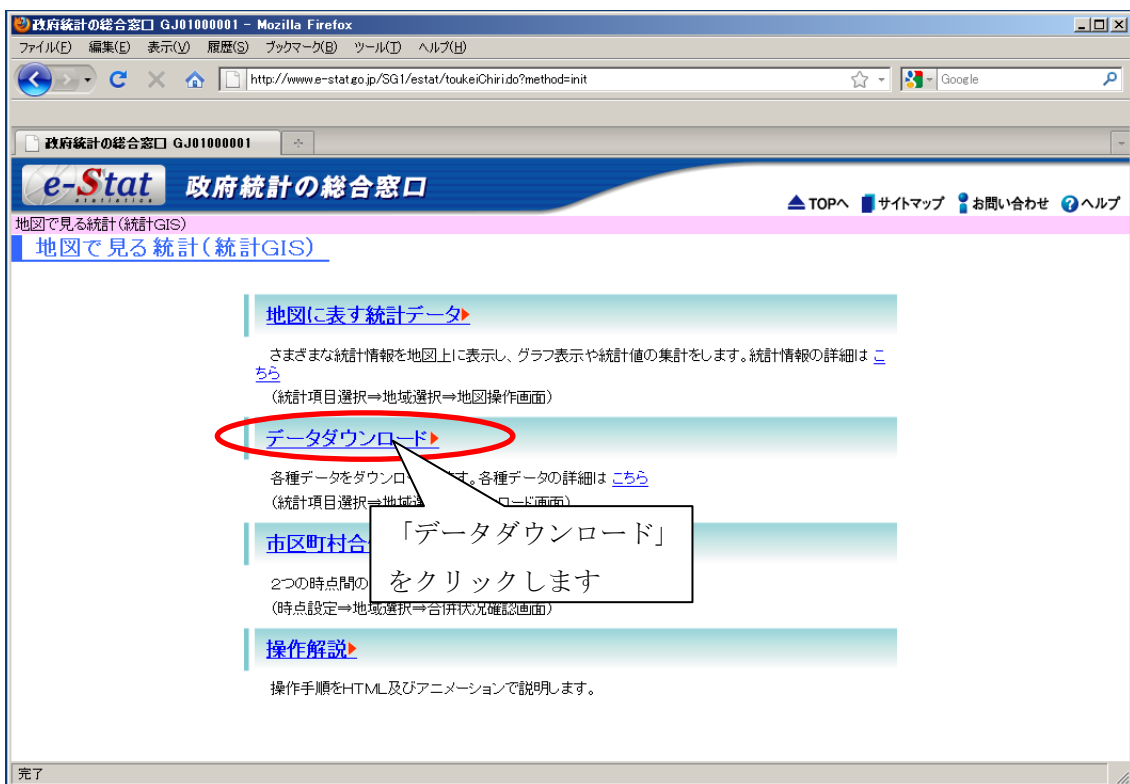 政府統計の総合窓口 GJ01000001 - Mozilla Firefox
ファイル(F) 編集(E) 表示(V) 履歴(S) ブックマーク(B) ツール(T) ヘルプ(H)
http://www.e-stat.go.jp/SG1/estat/toukeiChiri.do?method=init
Google
政府統計の総合窓口 GJ01000001
e-Stat
statistics
政府統計の総合窓口
TOPへ サイトマップ お問い合わせ ヘルプ
地図で見る統計(統計GIS)
地図で見る統計(統計GIS)
地図に表す統計データ
さまざまな統計情報を地図上に表示し、グラフ表示や統計値の集計をします。統計情報の詳細は こ
ちら
(統計項目選択⇒地域選択⇒地図操作画面)
データダウンロード
各種データをダウンロ す。各種データの詳細は こちら
(統計項目選択⇒地域 ロード画面)
「データダウンロード」
をクリックします
市区町村合
2つの時点間の
(時点設定⇒地域選択⇒合併状況確認画面)
操作解説
操作手順をHTML及びアニメーションで説明します。
完了